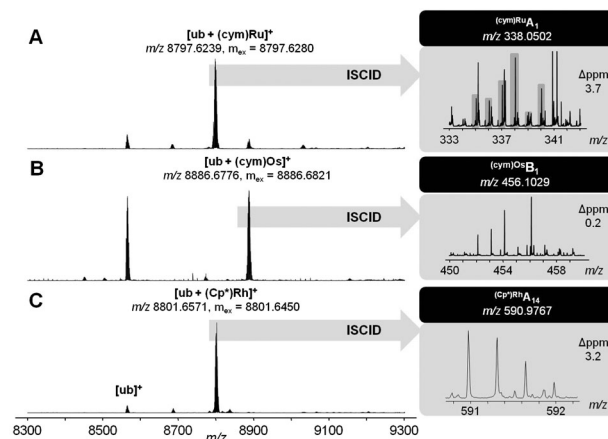 A
[ub + (cym)Ru]⁺
m/z 8797.6239, mex = 8797.6280
ISCID
(cym)RuA₁
m/z 338.0502
Δppm
3.7
333 337 341
B
[ub + (cym)Os]⁺
m/z 8886.6776, mex = 8886.6821
ISCID
(cym)OsB₁
m/z 456.1029
Δppm
0.2
450 454 458
C
[ub + (Cp*)Rh]⁺
m/z 8801.6571, mex = 8801.6450
ISCID
(Cp*)RhA₁₄
m/z 590.9767
Δppm
3.2
[ub]⁺
591 592 m/z
8300 8500 8700 8900 9100 9300
m/z